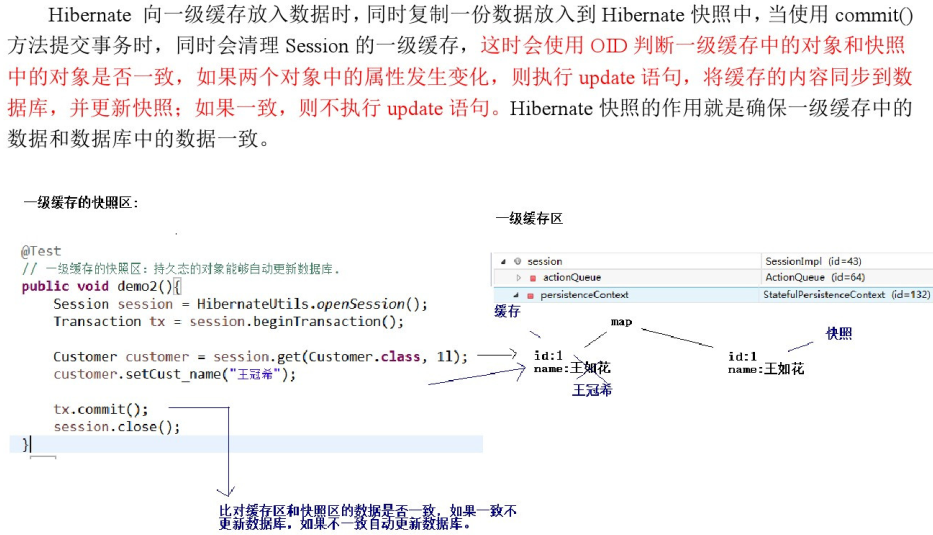 Hibernate 向一级缓存放入数据时，同时复制一份数据放入到 Hibernate 快照中，当使用 commit()
方法提交事务时，同时会清理 Session 的一级缓存，这时会使用 OID 判断一级缓存中的对象和快照
中的对象是否一致，如果两个对象中的属性发生变化，则执行 update 语句，将缓存的内容同步到数
据库，并更新快照；如果一致，则不执行 update 语句。Hibernate 快照的作用就是确保一级缓存中的
数据和数据库中的数据一致。
一级缓存的快照区：
@Test
// 一级缓存的快照区：持久态的对象能够自动更新数据库.
public void demo2(){
Session session = HibernateUtils.openSession();
Transaction tx = session.beginTransaction();
Customer customer = session.get(Customer.class, 1l);
customer.setCust_name("王冠希");
tx.commit();
session.close();
}
一级缓存区
session SessionImpl (id=43)
actionQueue ActionQueue (id=64)
persistenceContext StatefulPersistenceContext (id=132)
缓存
map
快照
id:1
name:王如花
王冠希
id:1
name:王如花
比对缓存区和快照区的数据是否一致，如果一致不
更新数据库，如果不一致自动更新数据库。